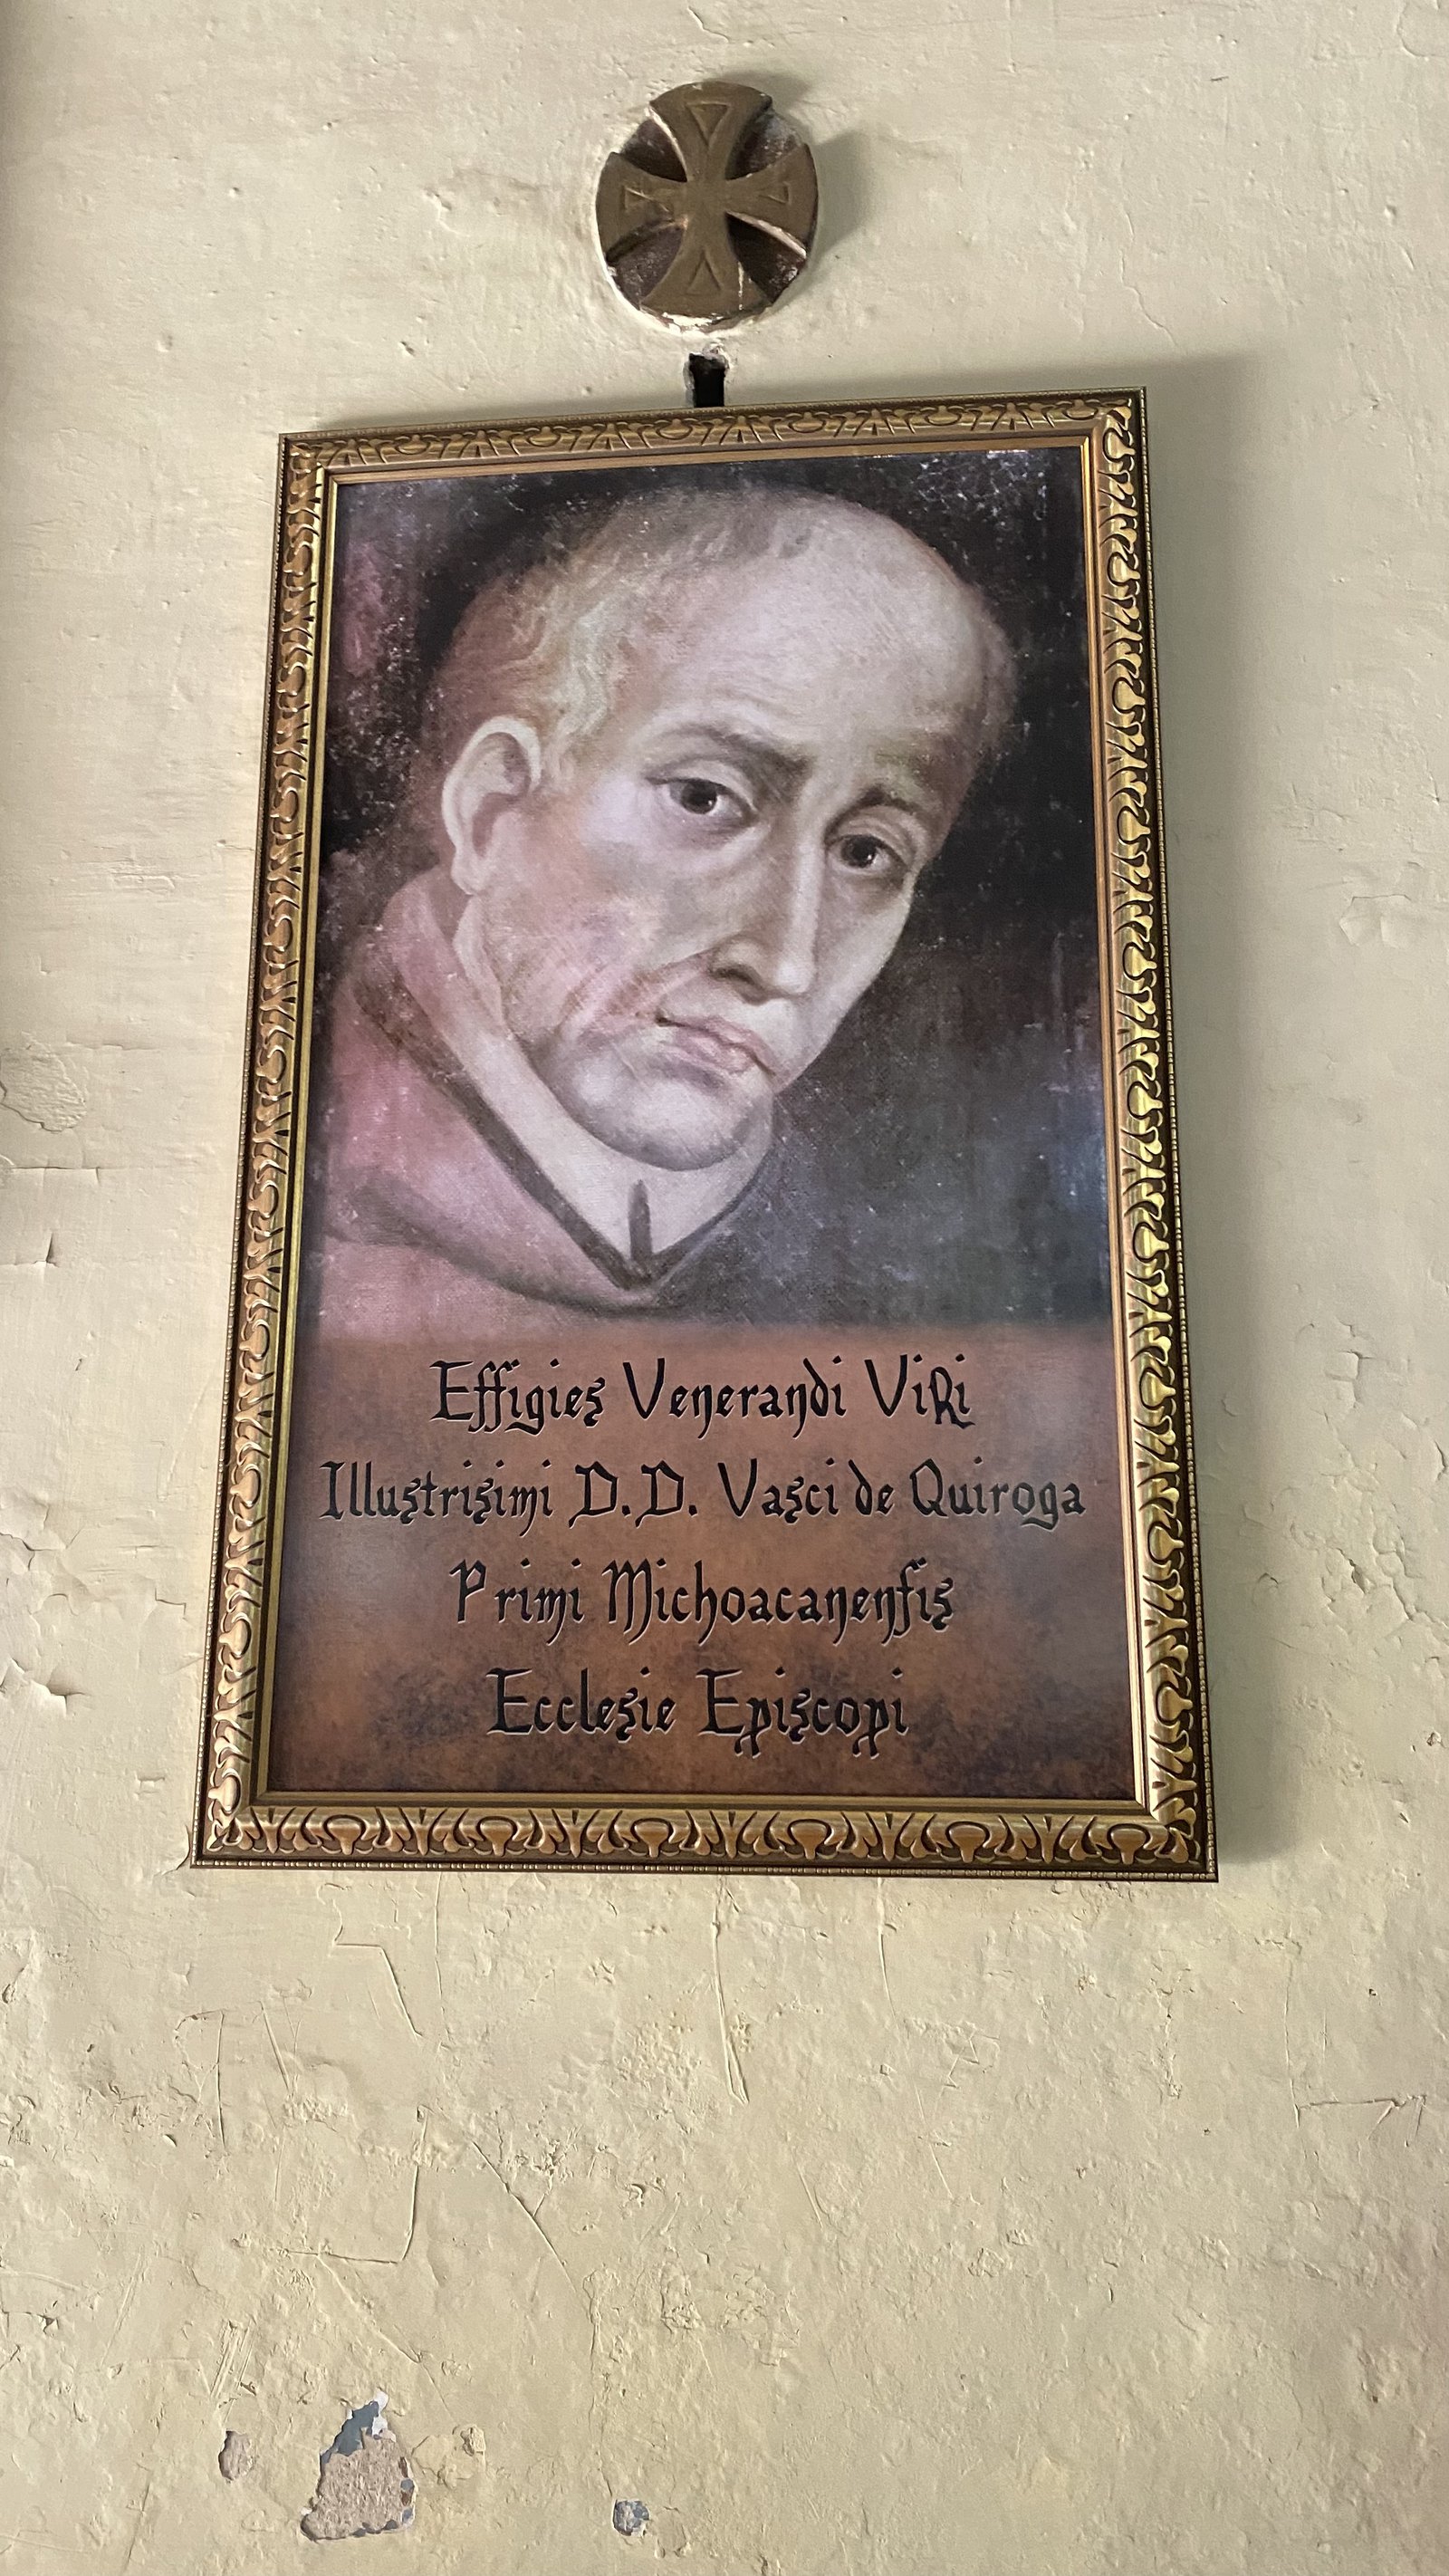 Effigies Venerandi ViRi
Illustrisimi D.D. Vasci de Quiroga
Primi Michoacanensis
Ecclesie Episcopi